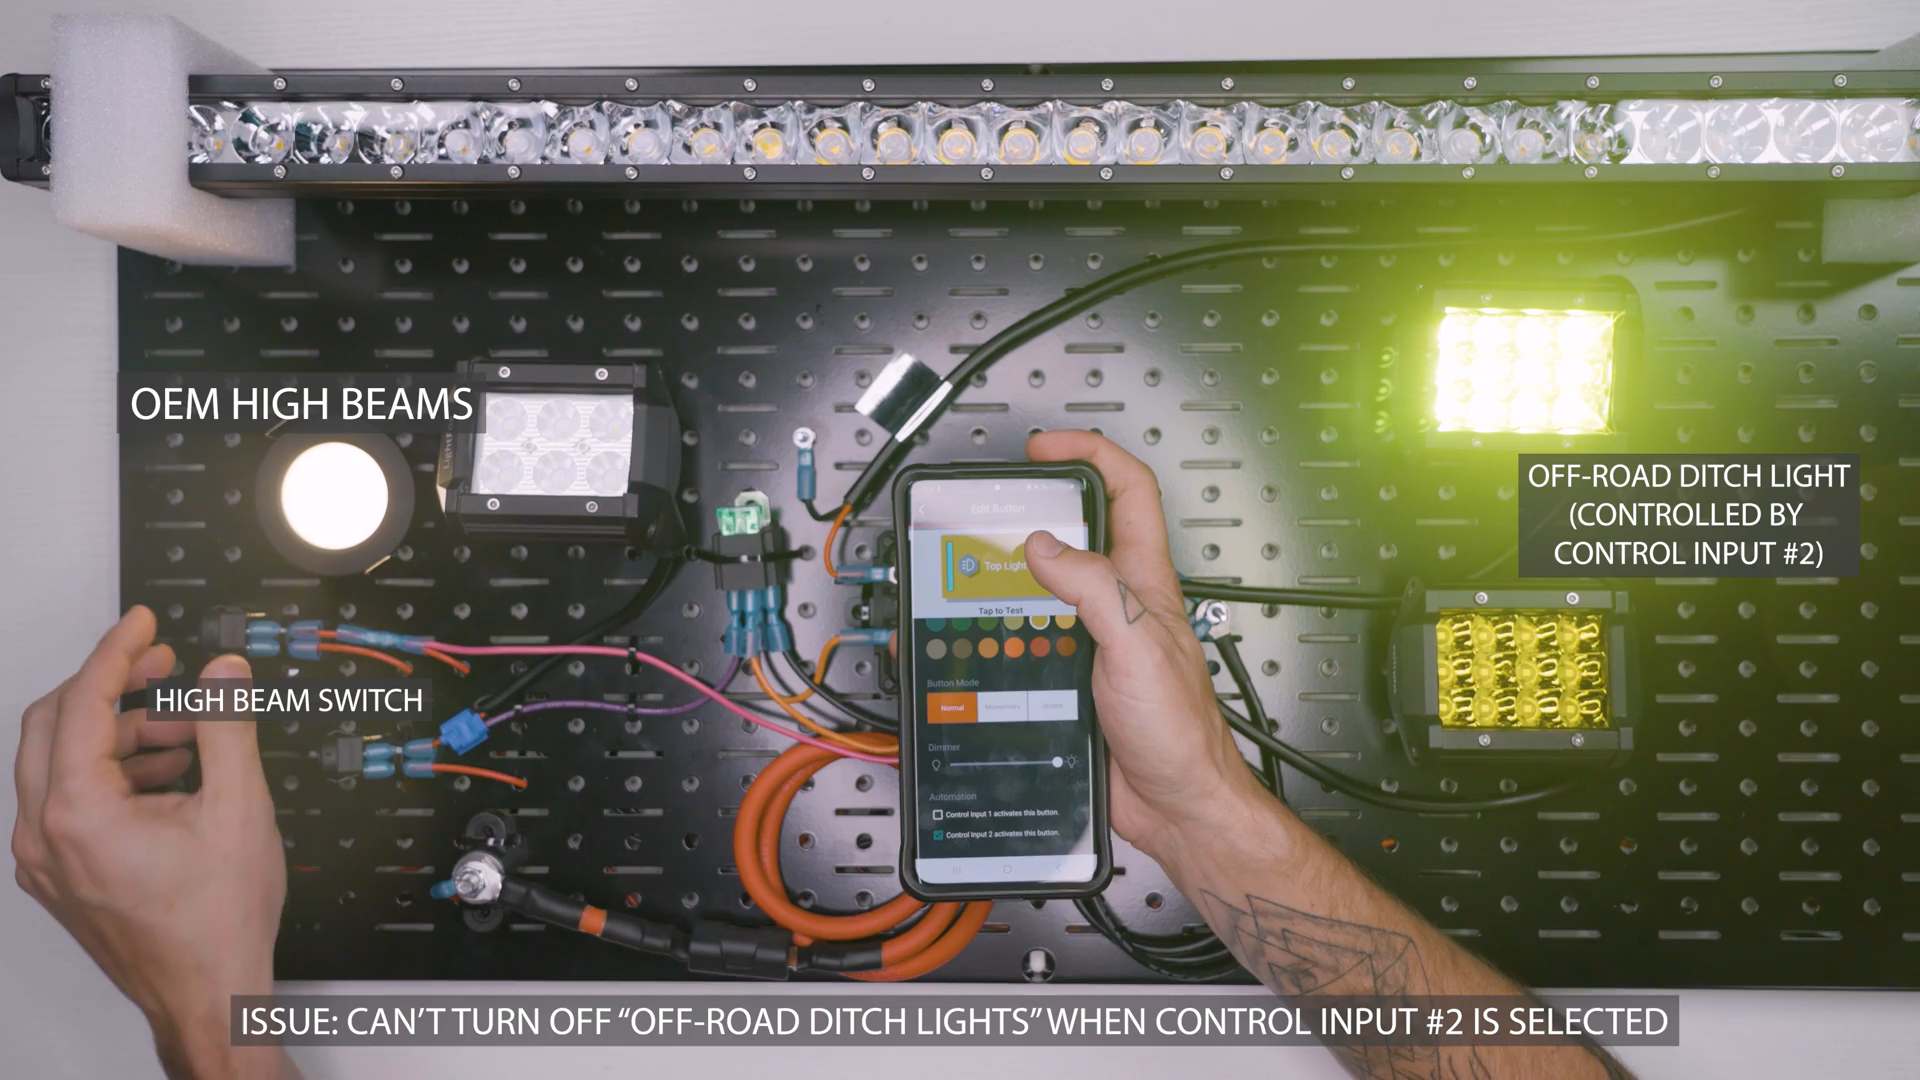 OEM HIGH BEAMS
OFF-ROAD DITCH LIGHT
(CONTROLLED BY
CONTROL INPUT #2)
Edit Button
Top Light
Tap to Test
HIGH BEAM SWITCH
Button Mode
Normal
Momentary
Strobe
Dimmer
Automation
Control Input 1 activates this button.
Control Input 2 activates this button.
ISSUE: CAN'T TURN OFF “OFF-ROAD DITCH LIGHTS” WHEN CONTROL INPUT #2 IS SELECTED